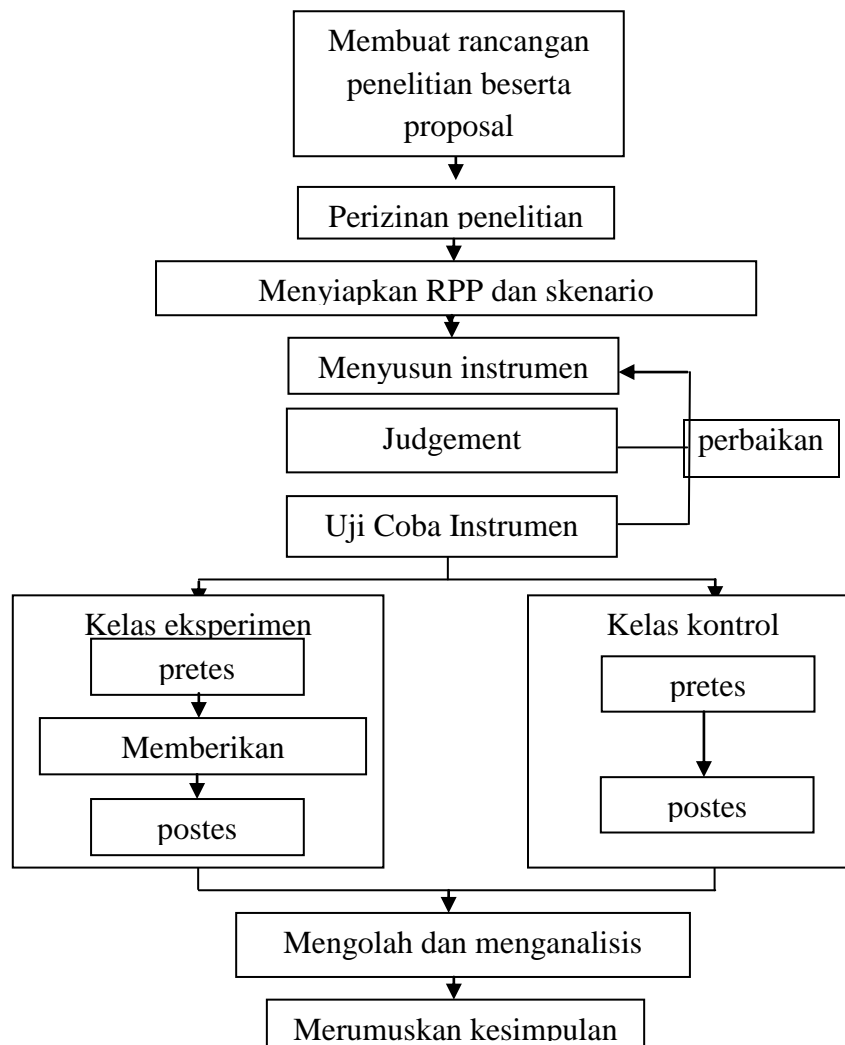 Membuat rancangan
penelitian beserta
proposal
Perizinan penelitian
Menyiapkan RPP dan skenario
Menyusun instrumen
Judgement
perbaikan
Uji Coba Instrumen
Kelas eksperimen
pretes
Memberikan
postes
Kelas kontrol
pretes
postes
Mengolah dan menganalisis
Merumuskan kesimpulan